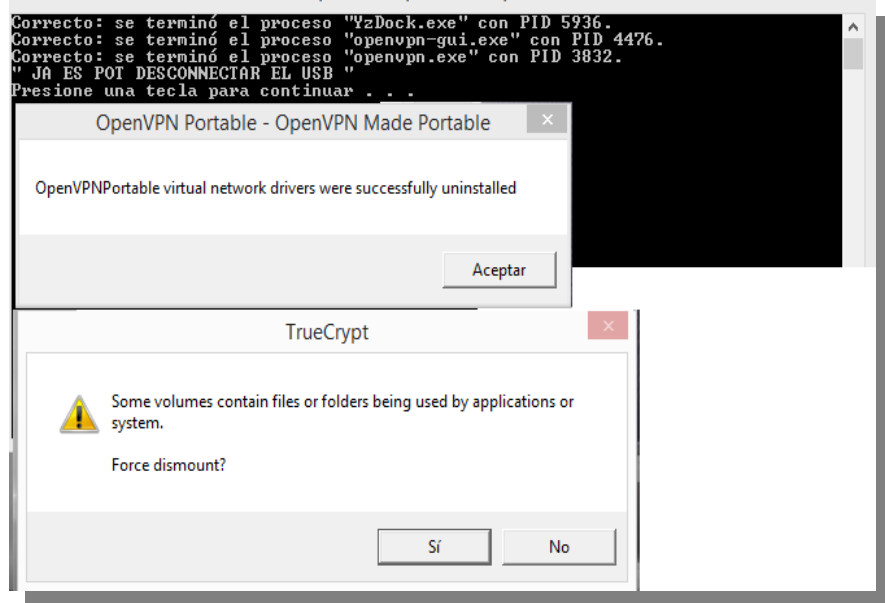 Correcto: se terminó el proceso "YzDock.exe" con PID 5936.
Correcto: se terminó el proceso "openvpn-gui.exe" con PID 4476.
Correcto: se terminó el proceso "openvpn.exe" con PID 3832.
" JA ES POT DESCONNECTAR EL USB "
Presione una tecla para continuar . . .
OpenVPN Portable - OpenVPN Made Portable
OpenVPNPortable virtual network drivers were successfully uninstalled
Aceptar
TrueCrypt
Some volumes contain files or folders being used by applications or
system.
Force dismount?
Sí
No